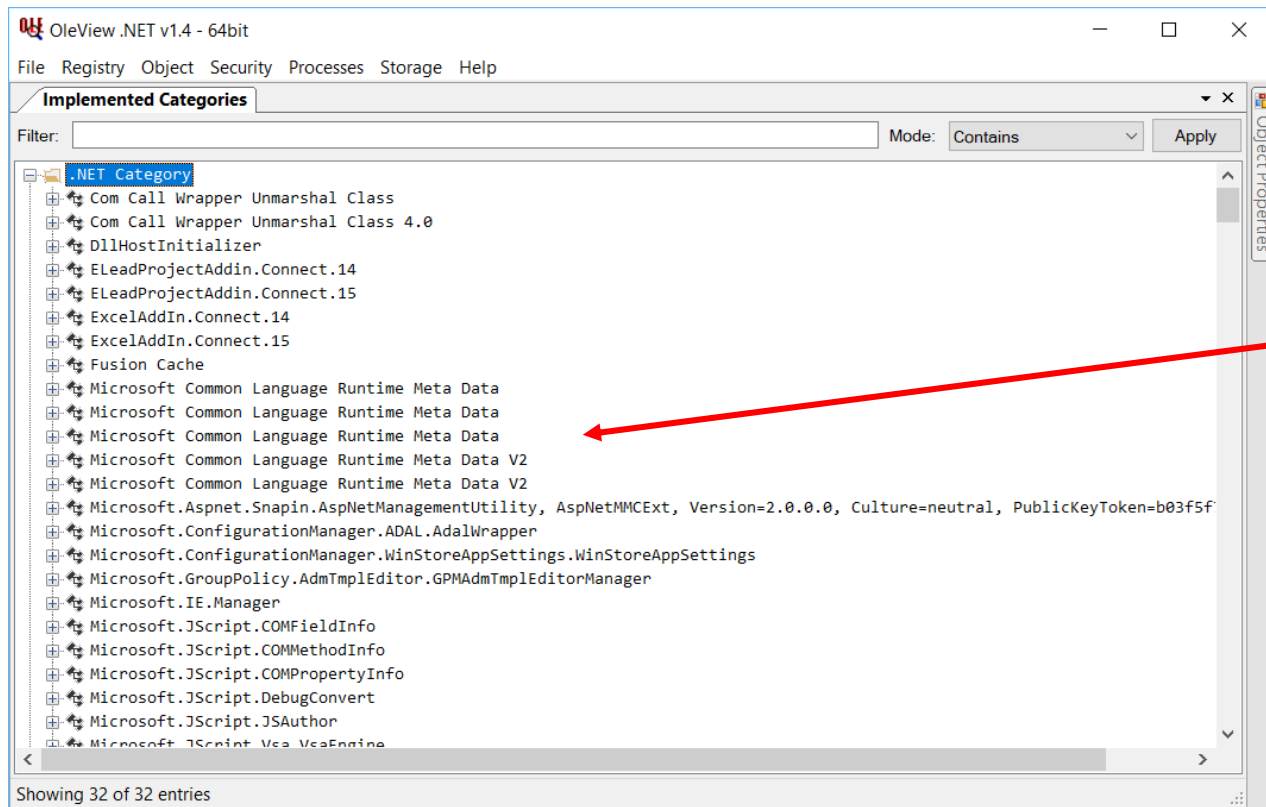 OleView .NET v1.4 - 64bit
File Registry Object Security Processes Storage Help
Implemented Categories
Filter: Mode: Contains Apply
Object Properties
.NET Category
Com Call Wrapper Unmarshal Class
Com Call Wrapper Unmarshal Class 4.0
DllHostInitializer
ELeadProjectAddin.Connect.14
ELeadProjectAddin.Connect.15
ExcelAddIn.Connect.14
ExcelAddIn.Connect.15
Fusion Cache
Microsoft Common Language Runtime Meta Data
Microsoft Common Language Runtime Meta Data
Microsoft Common Language Runtime Meta Data
Microsoft Common Language Runtime Meta Data V2
Microsoft Common Language Runtime Meta Data V2
Microsoft.Aspnet.Snapin.AspNetManagementUtility, AspNetMMCExt, Version=2.0.0.0, Culture=neutral, PublicKeyToken=b03f5f
Microsoft.ConfigurationManager.ADAL.AdalWrapper
Microsoft.ConfigurationManager.WinStoreAppSettings.WinStoreAppSettings
Microsoft.GroupPolicy.AdmTmplEditor.GPMAdmTmplEditorManager
Microsoft.IE.Manager
Microsoft.JScript.COMFieldInfo
Microsoft.JScript.COMMethodInfo
Microsoft.JScript.COMPropertyInfo
Microsoft.JScript.DebugConvert
Microsoft.JScript.JSAuthor
Microsoft.JScript.Vsa.VsaEngine
Showing 32 of 32 entries